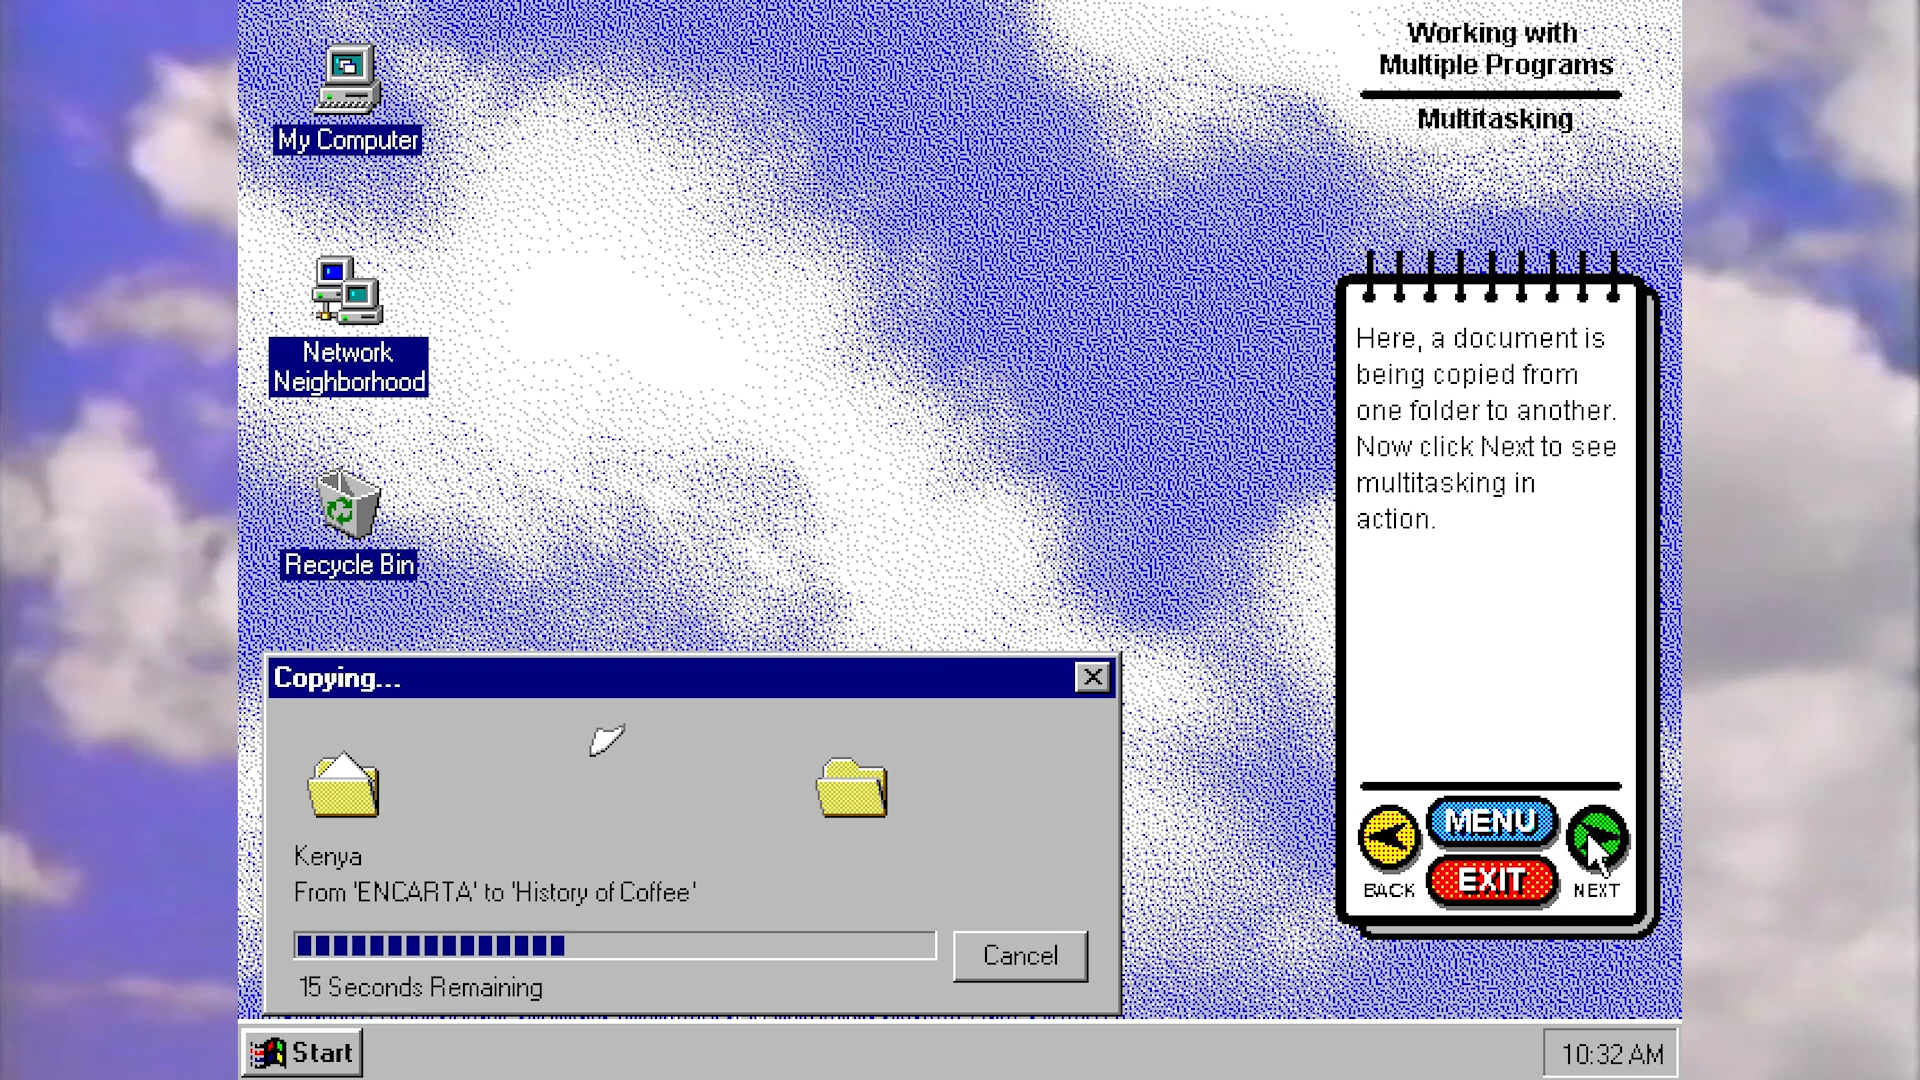 Working with
Multiple Programs
Multitasking
My Computer
Network
Neighborhood
Recycle Bin
Here, a document is
being copied from
one folder to another.
Now click Next to see
multitasking in
action.
MENU
EXIT
BACK
NEXT
Copying...
Kenya
From 'ENCARTA' to 'History of Coffee'
Cancel
15 Seconds Remaining
Start
10:32 AM